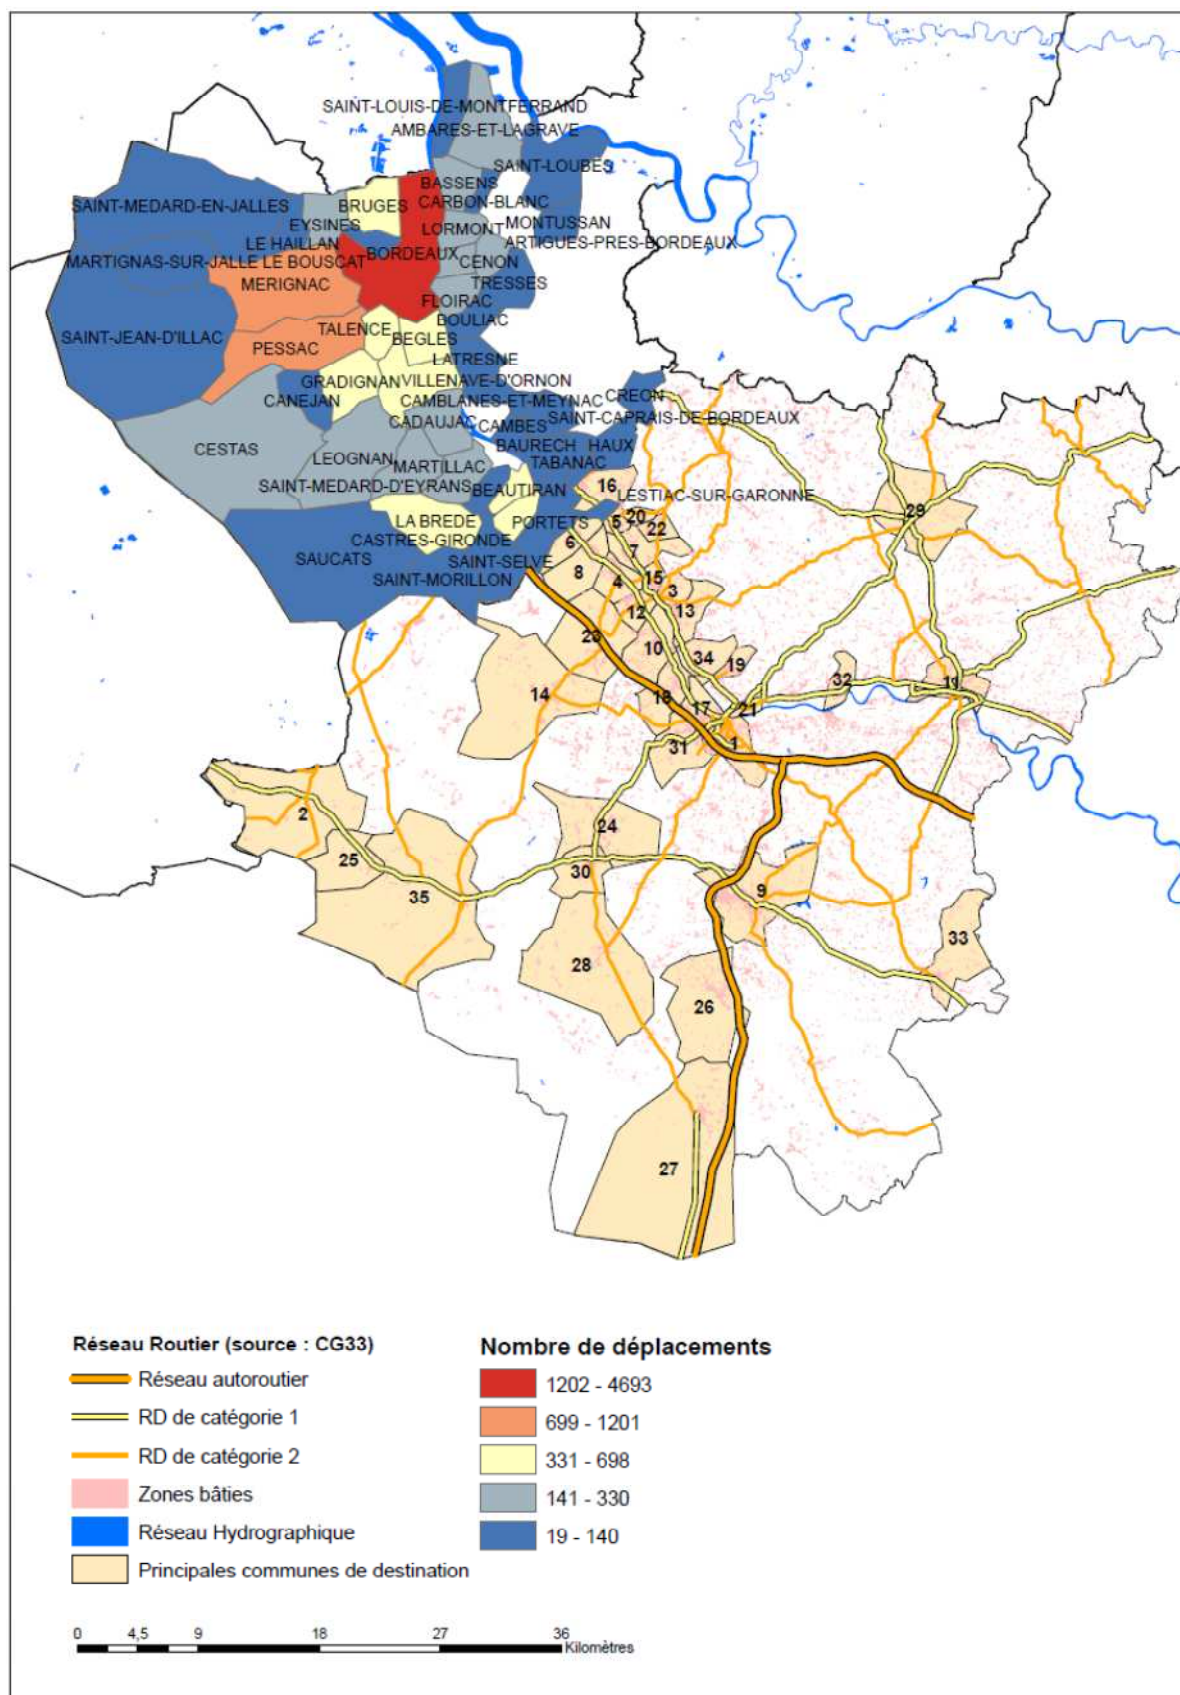 SAINT-LOUIS-DE-MONTFERRAND
AMBARES-ET-LAGRAVE
SAINT-LOUBES
BASSENS
SAINT-MEDARD-EN-JALLES
BRUGES
CARBON-BLANC
EYSINES
LORMONT
MONTUSSAN
LE HAILLAN
ARTIGUES-PRES-BORDEAUX
BORDEAUX
MARTIGNAS-SUR-JALLE
LE BOUSCAT
CENON
MERIGNAC
TRESSES
FLOIRAC
BOULIAC
TALENCE
SAINT-JEAN-D'ILLAC
BEGLES
PESSAC
LATRESNE
GRADIGNAN
VILLENAVE-D'ORNON
CANEJAN
CAMBLANES-ET-MEYNAC
CREON
SAINT-CAPRAIS-DE-BORDEAUX
CADAUJAC
CAMBES
CESTAS
BAURECH
HAUX
LEOGNAN
MARTILLAC
TABANAC
SAINT-MEDARD-D'EYRANS
BEAUTIRAN
16
LESTIAC-SUR-GARONNE
LA BREDE
PORTETS
5
20
22
29
CASTRES-GIRONDE
6
7
SAUCATS
SAINT-SELVE
SAINT-MORILLON
8
4
15
3
12
13
23
10
34
19
32
11
14
18
17
21
31
1
2
24
25
30
35
9
33
28
26
27
Réseau Routier (source : CG33)
Réseau autoroutier
RD de catégorie 1
RD de catégorie 2
Zones bâties
Réseau Hydrographique
Principales communes de destination
Nombre de déplacements
1202 - 4693
699 - 1201
331 - 698
141 - 330
19 - 140
0 4,5 9 18 27 36
Kilomètres